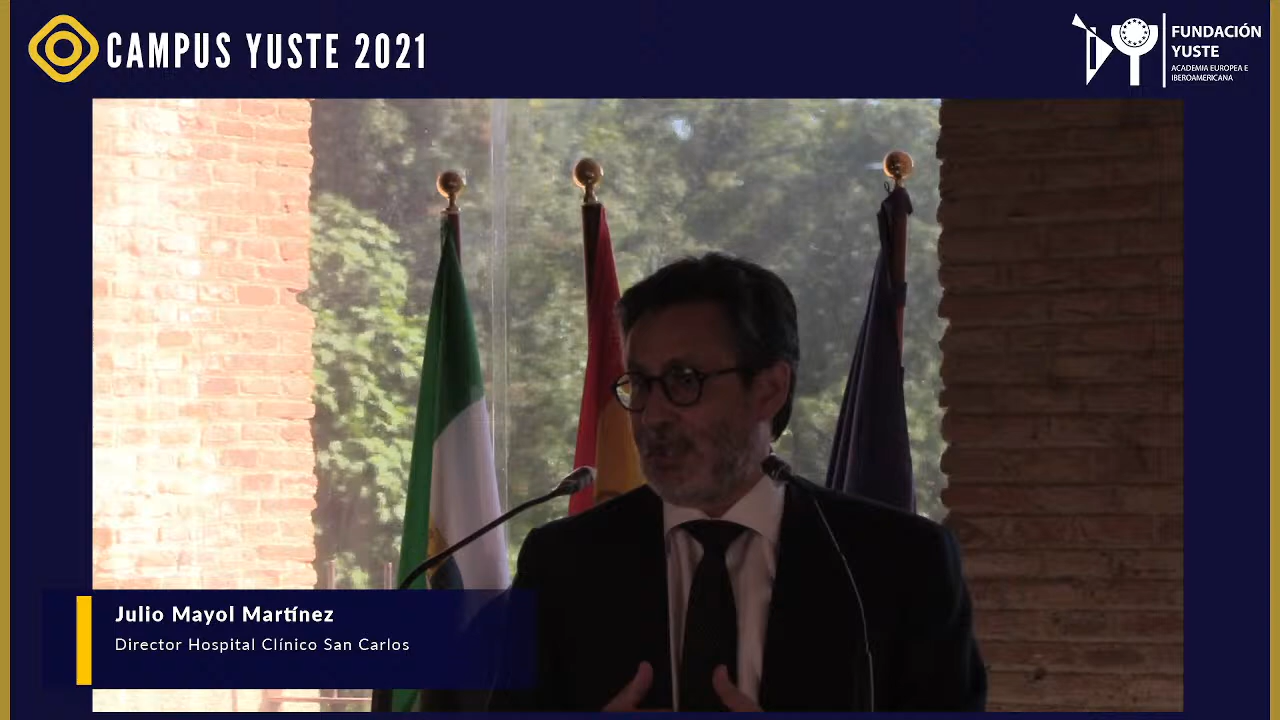 CAMPUS YUSTE 2021
FUNDACIÓN
YUSTE
ACADEMIA EUROPEA E
IBEROAMERICANA
Julio Mayol Martínez
Director Hospital Clínico San Carlos